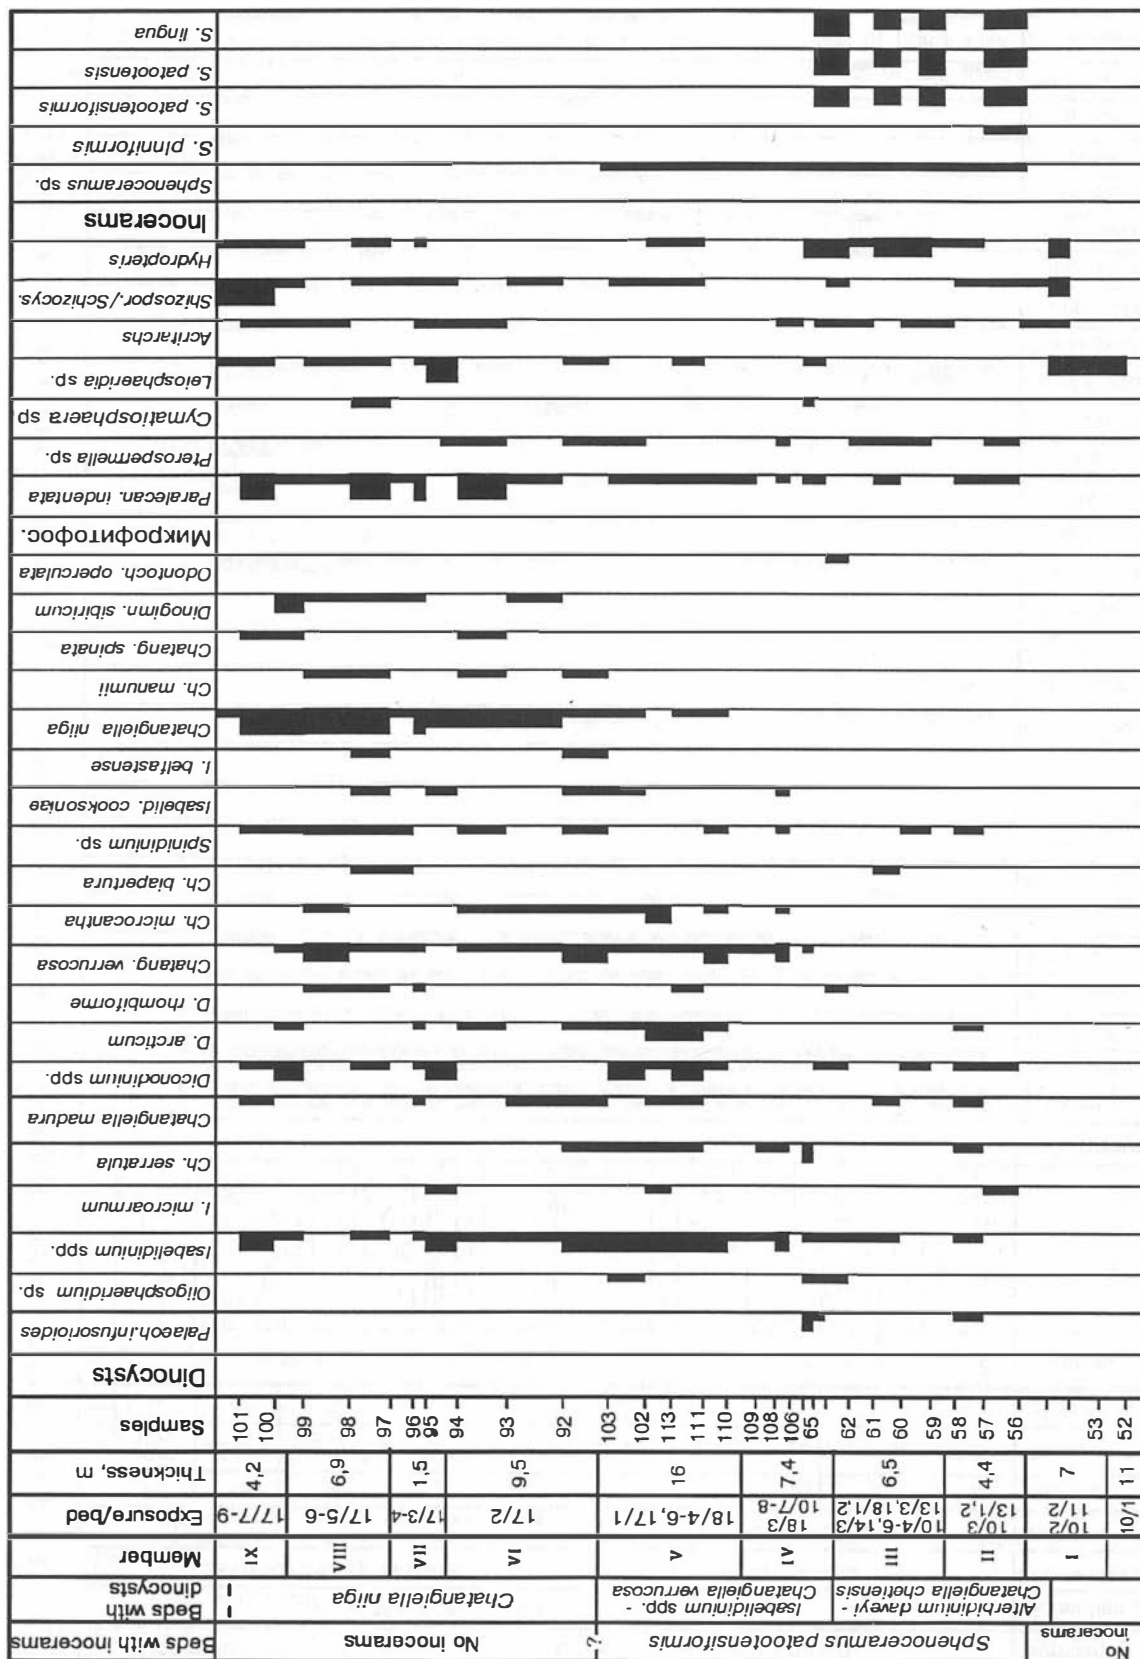 No inocerams
Sphenoceramus patootensiformis
-?
No inocerams
Beds with inocerams
Alterbidinium daveyi -
Chatangiella chetiensis
Isabelidinium spp. -
Chatangiella verrucosa
Chatangiella niiga
Beds with
dinocysts
I II III IV V VI VII VIII IX Member
10/1
10/2
11/2
10/3
13/1,2
10/4-6,14/3
13/3,18/1,2
18/3
10/7-8
18/4-6,17/1
17/2
17/3-4
17/5-6
17/7-9
Exposure/bed
11 7 4,4 6,5 7,4 16 9,5 1,5 6,9 4,2 Thickness, m
52 53 56 57 58 59 60 61 62 65 106 108 109 110 111 113 102 103 92 93 94 95 96 97 98 99 100 101 Samples
Dinocysts
Palaeoh.infusorioides
Oligosphaeridium sp.
Isabelidinium spp.
I. microarmum
Ch. serratula
Chatangiella madura
Diconodinium spp.
D. arcticum
D. rhombiforme
Chatang. verrucosa
Ch. microcantha
Ch. biapertura
Spinidinium sp.
Isabelid. cooksoniae
I. belfastense
Chatangiella niiga
Ch. manumii
Chatang. spinata
Dinogimn. sibiricum
Odontoch. operculata
Микрофитофос.
Paralecan. indentata
Pterospermella sp.
Cymatiosphaera sp
Leiosphaeridia sp.
Acritarchs
Shizospor./Schizocys.
Hydropteris
Inocerams
Sphenoceramus sp.
S. pinniformis
S. patootensiformis
S. patootensis
S. lingua